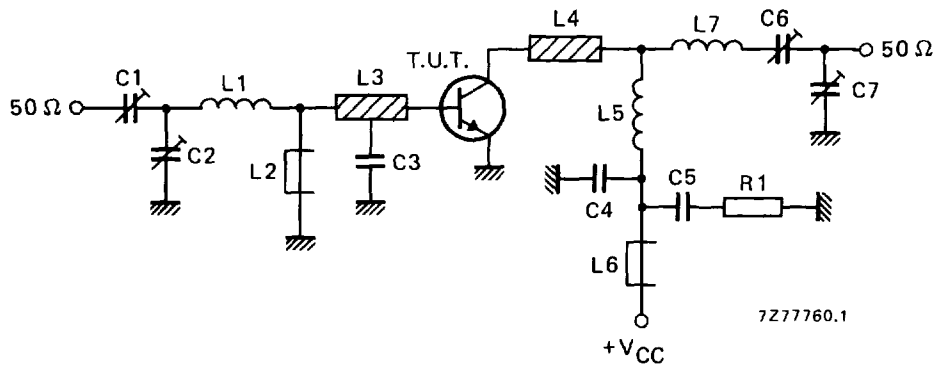 L4
L7
C6
50 Ω
T.U.T.
C1
L1
L3
C7
50 Ω
L5
C2
L2
C3
C5
R1
C4
L6
7Z77760.1
+VCC